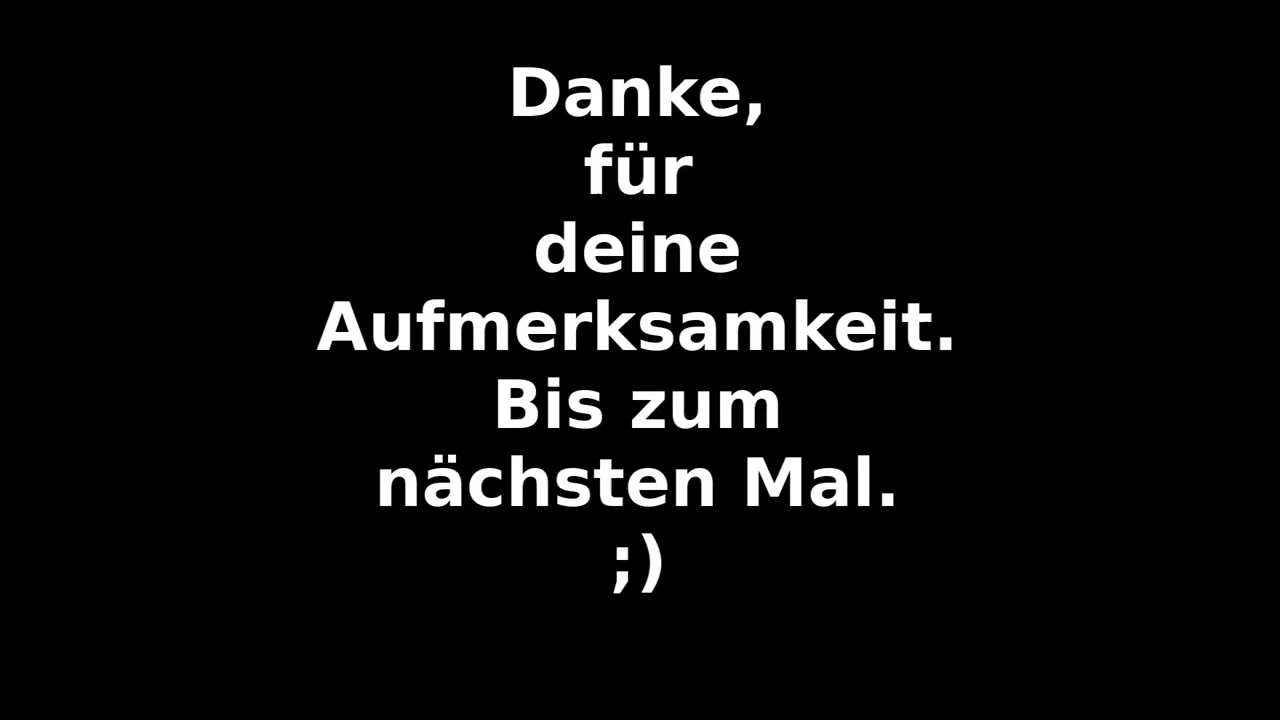 Danke,
für
deine
Aufmerksamkeit.
Bis zum
nächsten Mal.
;)